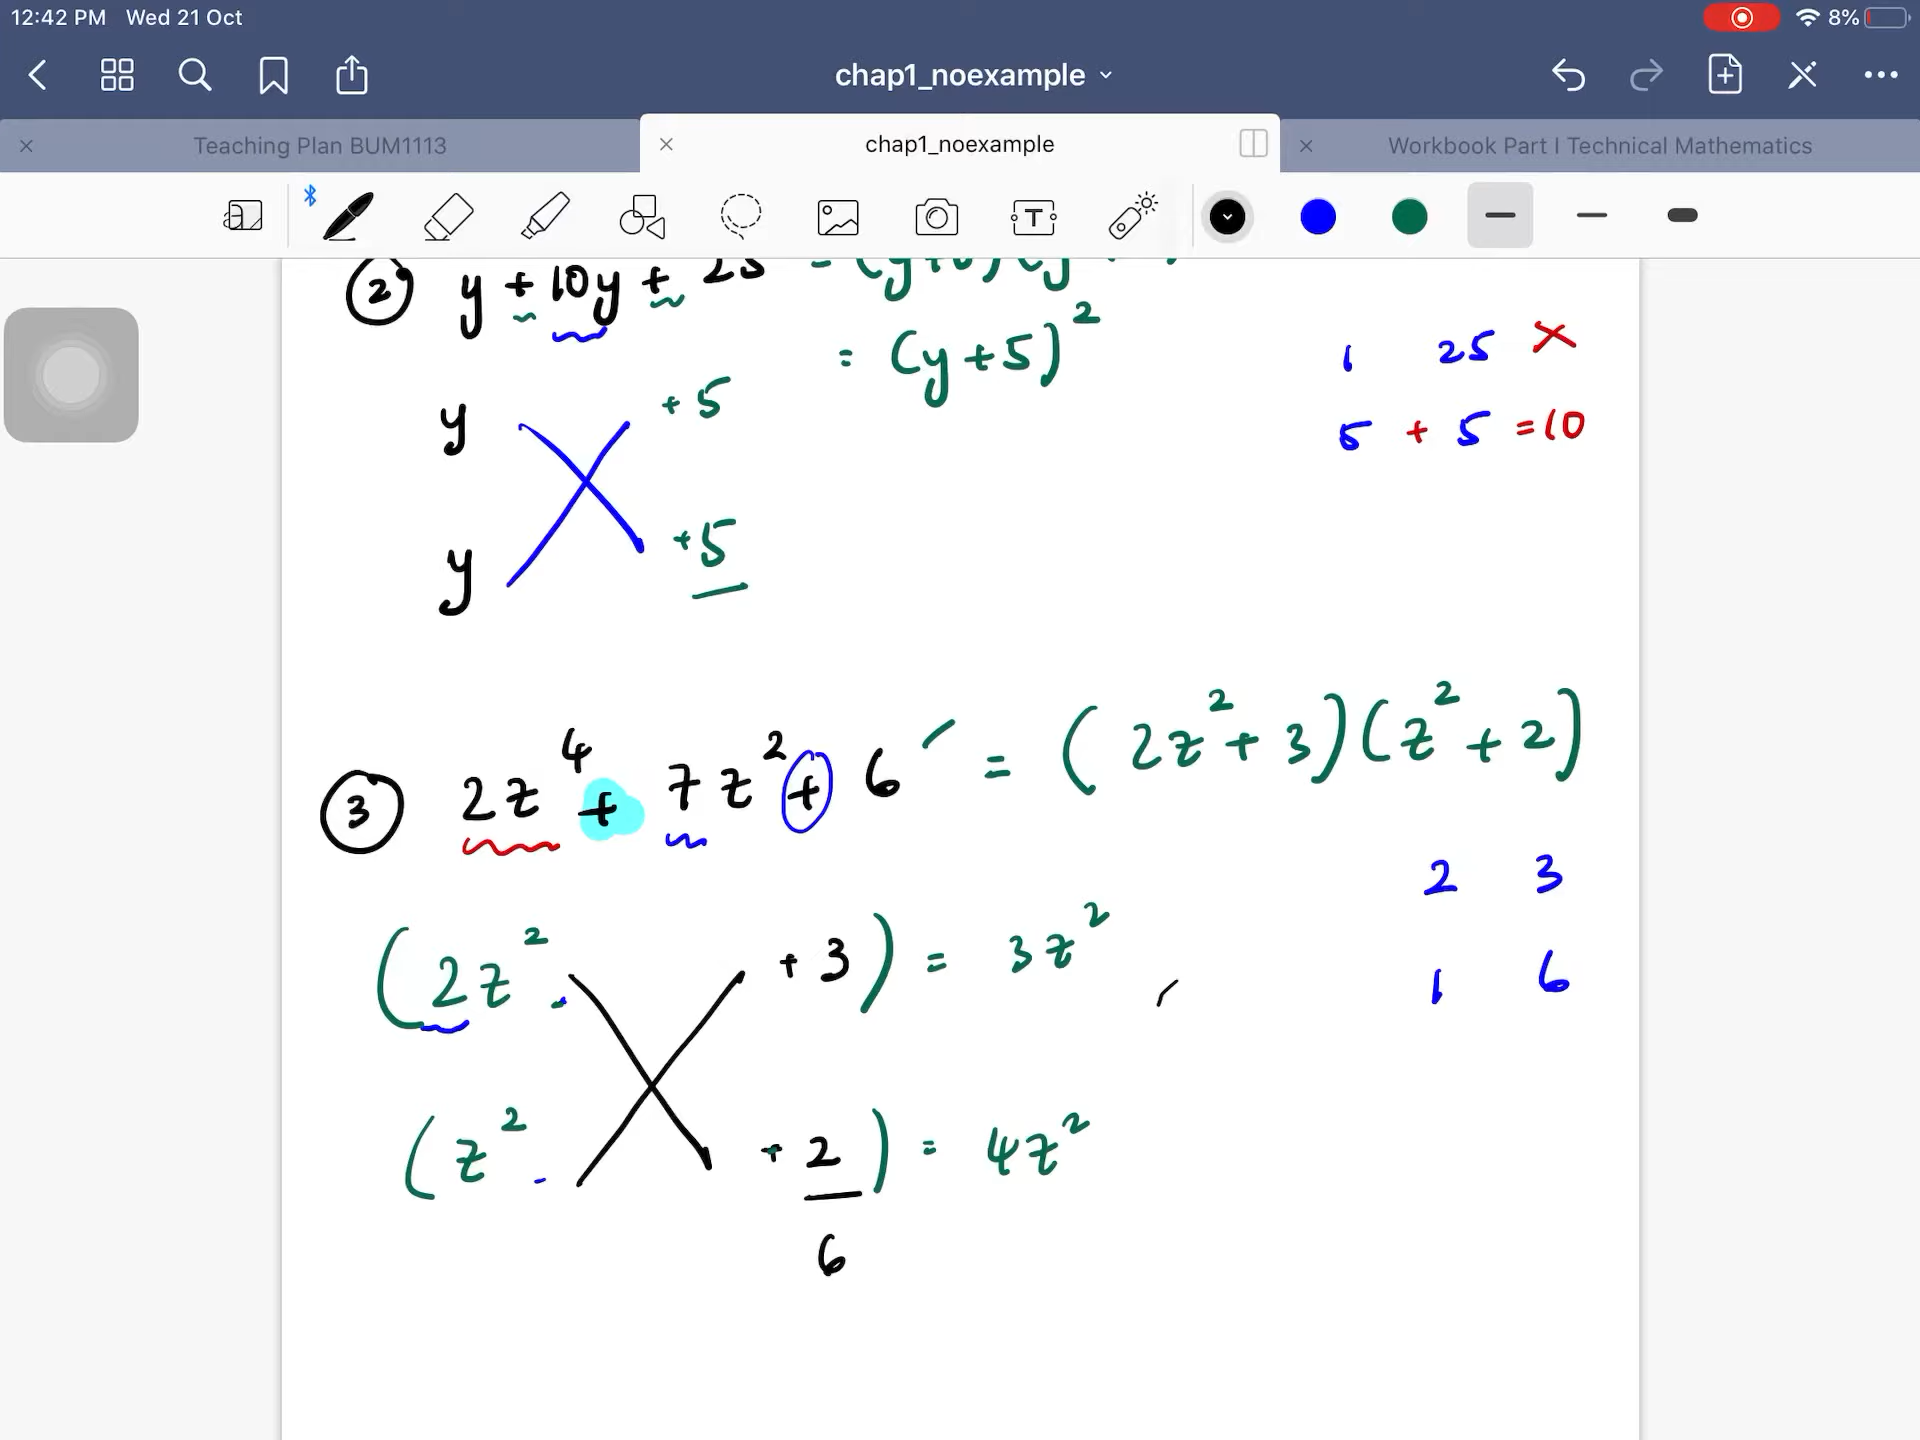 12:42 PM Wed 21 Oct
8%
chap1_noexample
Teaching Plan BUM1113
chap1_noexample
Workbook Part I Technical Mathematics
T
② y + 10y + 25 = (y+5)(y
= (y+5)²
1 25 ×
y +5
5 + 5 = 10
y +5
③ 2z⁴ + 7z² + 6 = (2z² + 3)(z² + 2)
2 3
(2z² + 3) = 3z²
1 6
(z² + 2) = 4z²
6